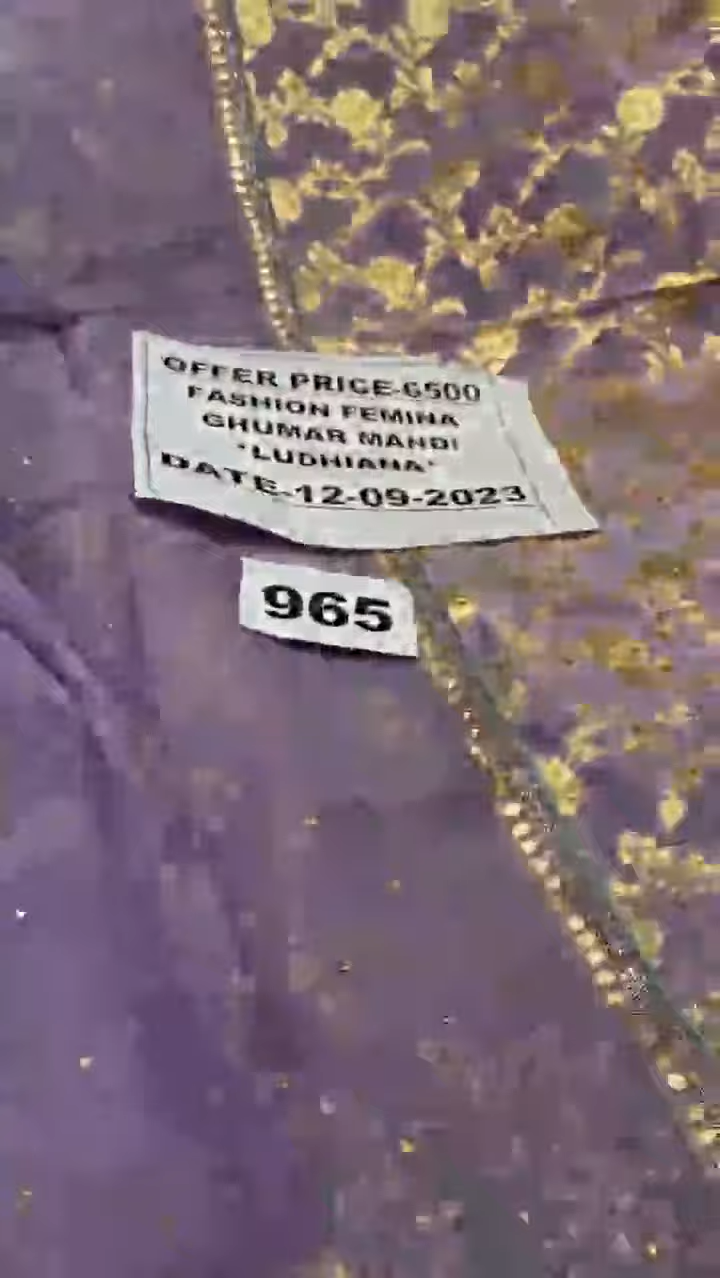 OFFER PRICE-6500
FASHION FEMINA
GHUMAR MANDI
"LUDHIANA"
DATE-12-09-2023
965